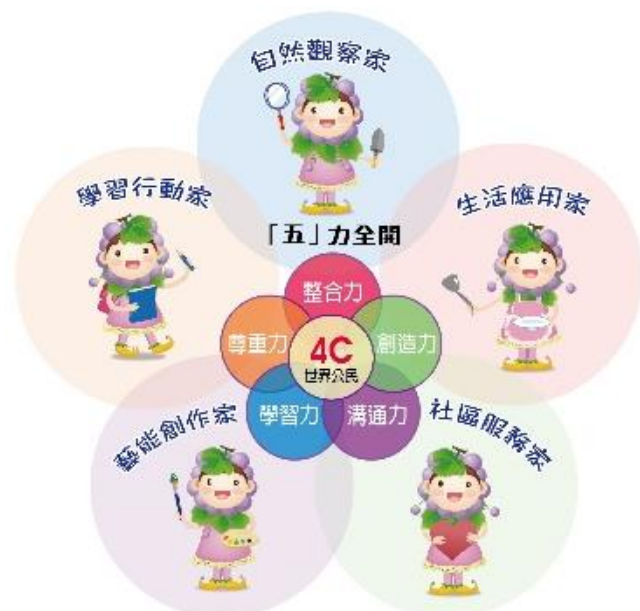 自然觀察家
學習行動家
生活應用家
「五」力全開
整合力
尊重力
4C
世界公民
創造力
學習力
溝通力
藝能創作家
社區服務家